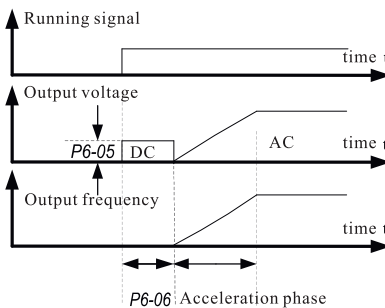 Running signal
time t
Output voltage
P6-05
DC
AC
time t
Output frequency
time t
P6-06
Acceleration phase